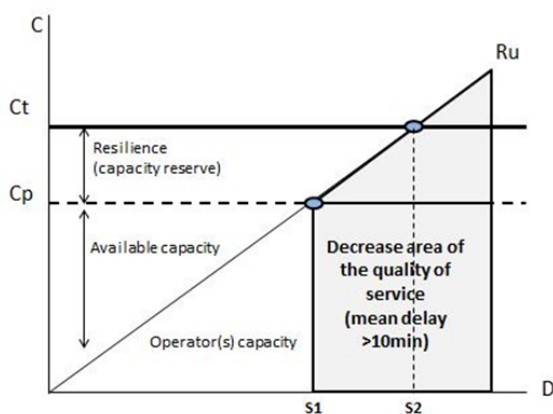 C
Ru
Ct
Resilience
(capacity reserve)
Cp
Available capacity
Decrease area of
the quality of
service
(mean delay
>10min)
Operator(s) capacity
D
S1
S2